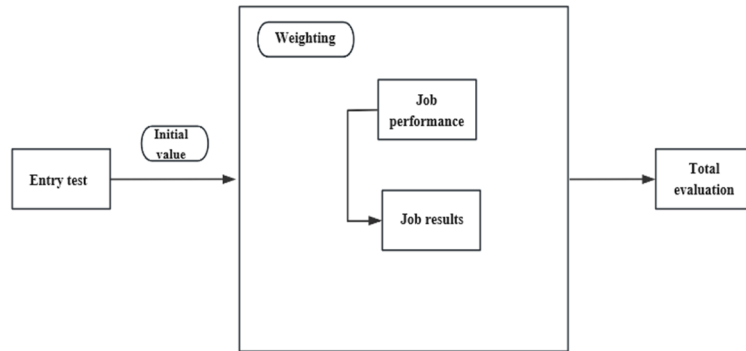 Weighting
Job
performance
Initial
value
Entry test
Total
evaluation
Job results